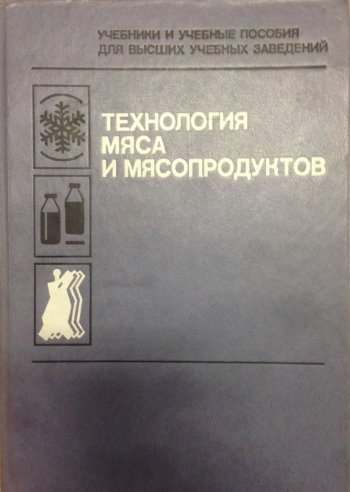 УЧЕБНИКИ И УЧЕБНЫЕ ПОСОБИЯ
ДЛЯ ВЫСШИХ УЧЕБНЫХ ЗАВЕДЕНИЙ
ТЕХНОЛОГИЯ
МЯСА
И МЯСОПРОДУКТОВ